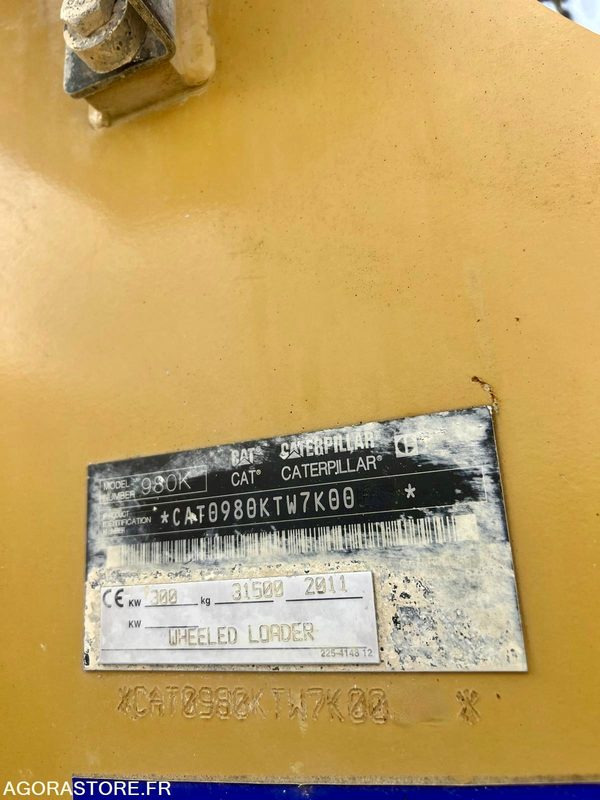 CAT CATERPILLAR
MODEL NUMBER 980K CAT® CATERPILLAR®
PRODUCT IDENTIFICATION NUMBER *CAT0980KTW7K00 *
CE KW 300 kg 31500 2011
KW
WHEELED LOADER
225-4148 12
*CAT0980KTW7K00 *
AGORASTORE.FR